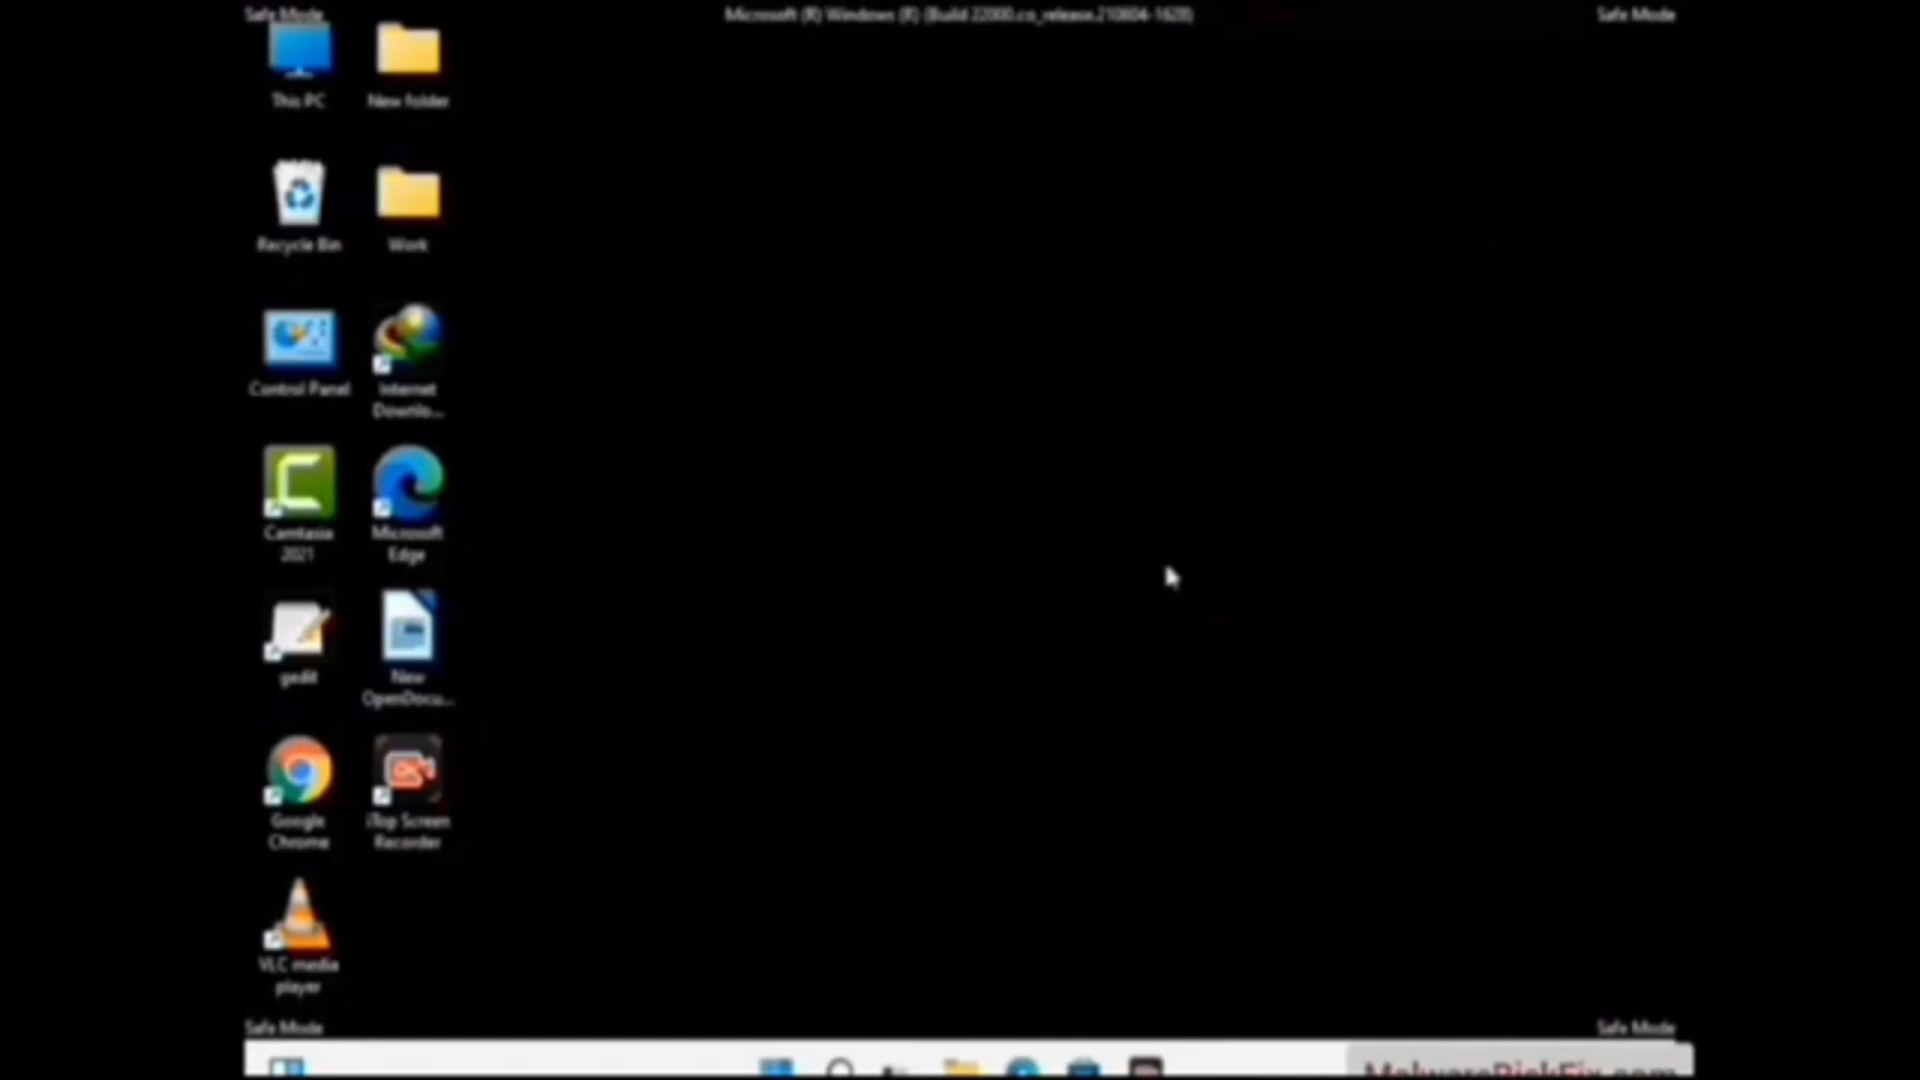 Safe Mode
Microsoft (R) Windows (R) (Build 22000.co_release.210604-1628)
Safe Mode
This PC
New folder
Recycle Bin
Work
Control Panel
Internet
Downlo...
Camtasia
2021
Microsoft
Edge
gedit
New
OpenDocu...
Google
Chrome
iTop Screen
Recorder
VLC media
player
Safe Mode
Safe Mode
MalwareRiskFix.com